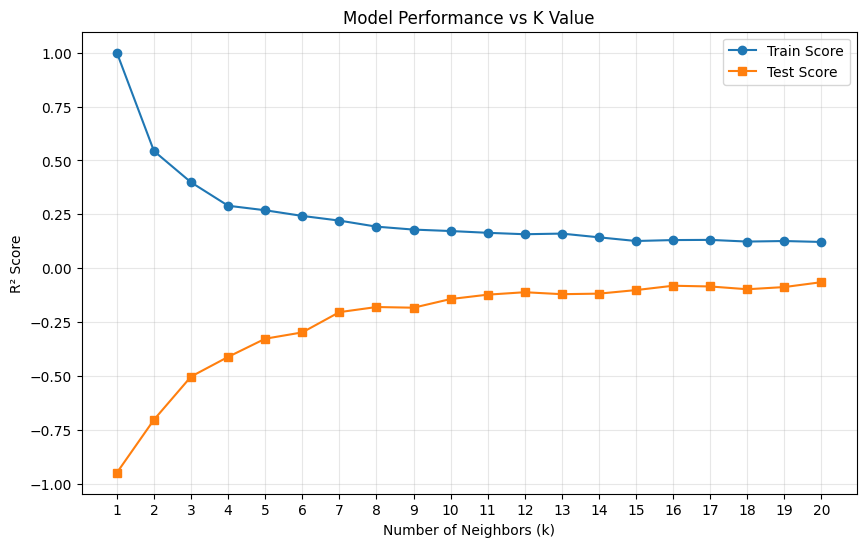 Model Performance vs K Value
Train Score
Test Score
R² Score
1.00
0.75
0.50
0.25
0.00
−0.25
−0.50
−0.75
−1.00
1 2 3 4 5 6 7 8 9 10 11 12 13 14 15 16 17 18 19 20
Number of Neighbors (k)